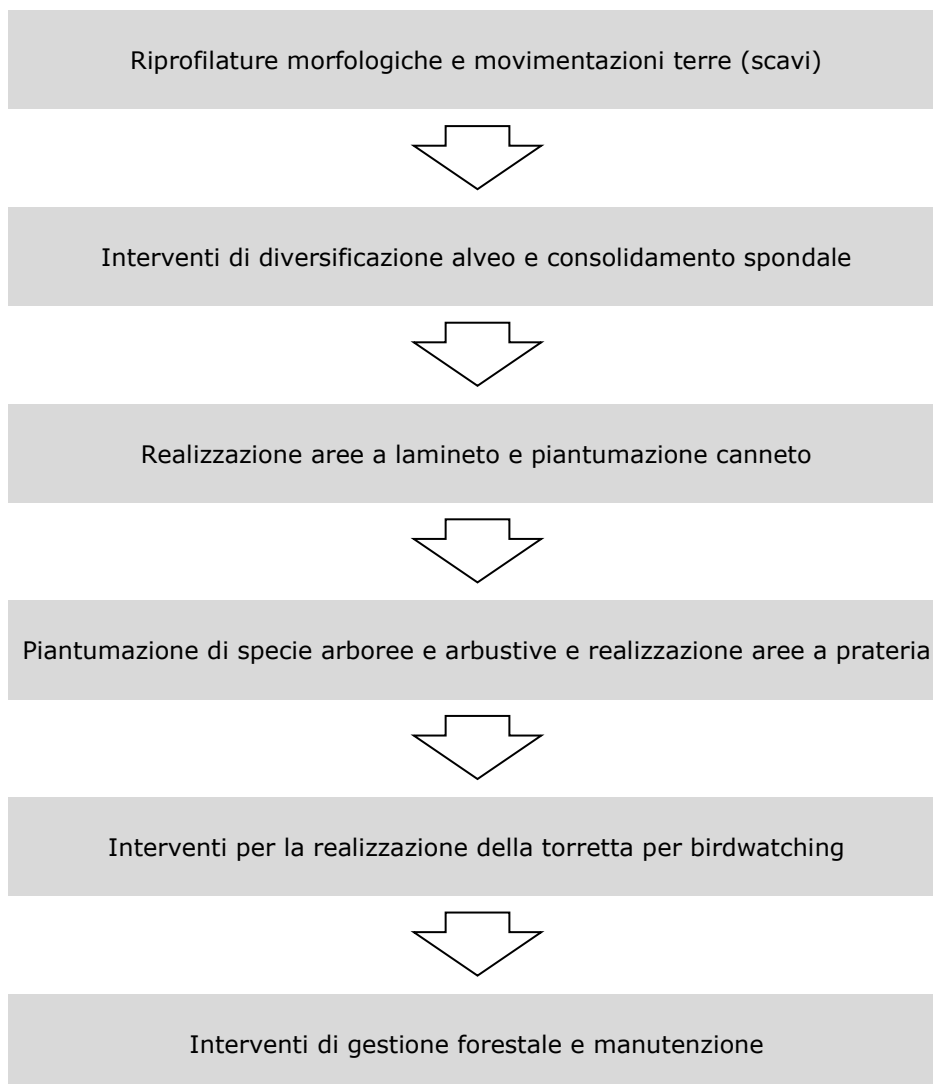 Riprofilature morfologiche e movimentazioni terre (scavi)
Interventi di diversificazione alveo e consolidamento spondale
Realizzazione aree a lamineto e piantumazione canneto
Piantumazione di specie arboree e arbustive e realizzazione aree a prateria
Interventi per la realizzazione della torretta per birdwatching
Interventi di gestione forestale e manutenzione